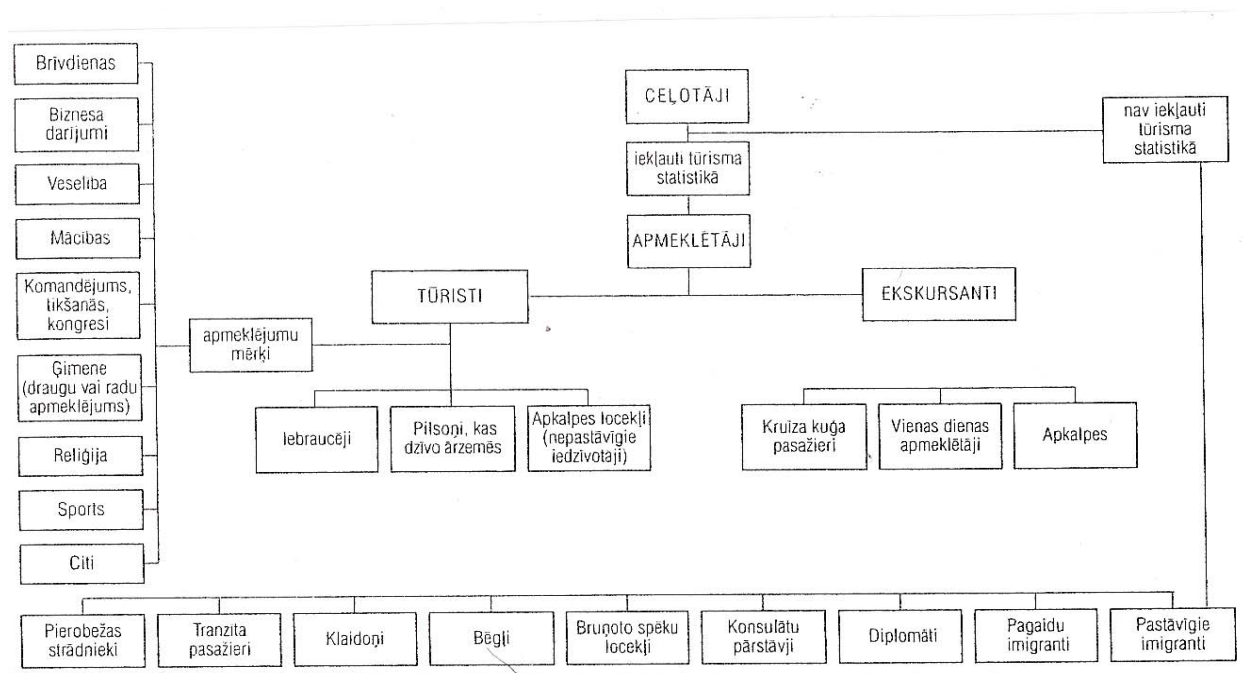 Brīvdienas
Biznesa
darījumi
Veselība
Mācības
Komandējums,
tikšanās,
kongresi
Ģimene
(draugu vai radu
apmeklējums)
Reliģija
Sports
Citi
apmeklējumu
mērķi
CEĻOTĀJI
iekļauti tūrisma
statistikā
nav iekļauti
tūrisma
statistikā
APMEKLĒTĀJI
TŪRISTI
EKSKURSANTI
Iebraucēji
Pilsoņi, kas
dzīvo ārzemēs
Apkalpes locekļi
(nepastāvīgie
iedzīvotaji)
Kruīza kuģa
pasažieri
Vienas dienas
apmeklētāji
Apkalpes
Pierobežas
strādnieki
Tranzīta
pasažieri
Klaidoņi
Bēgļi
Bruņoto spēku
locekļi
Konsulātu
pārstāvji
Diplomāti
Pagaidu
imigranti
Pastāvīgie
imigranti